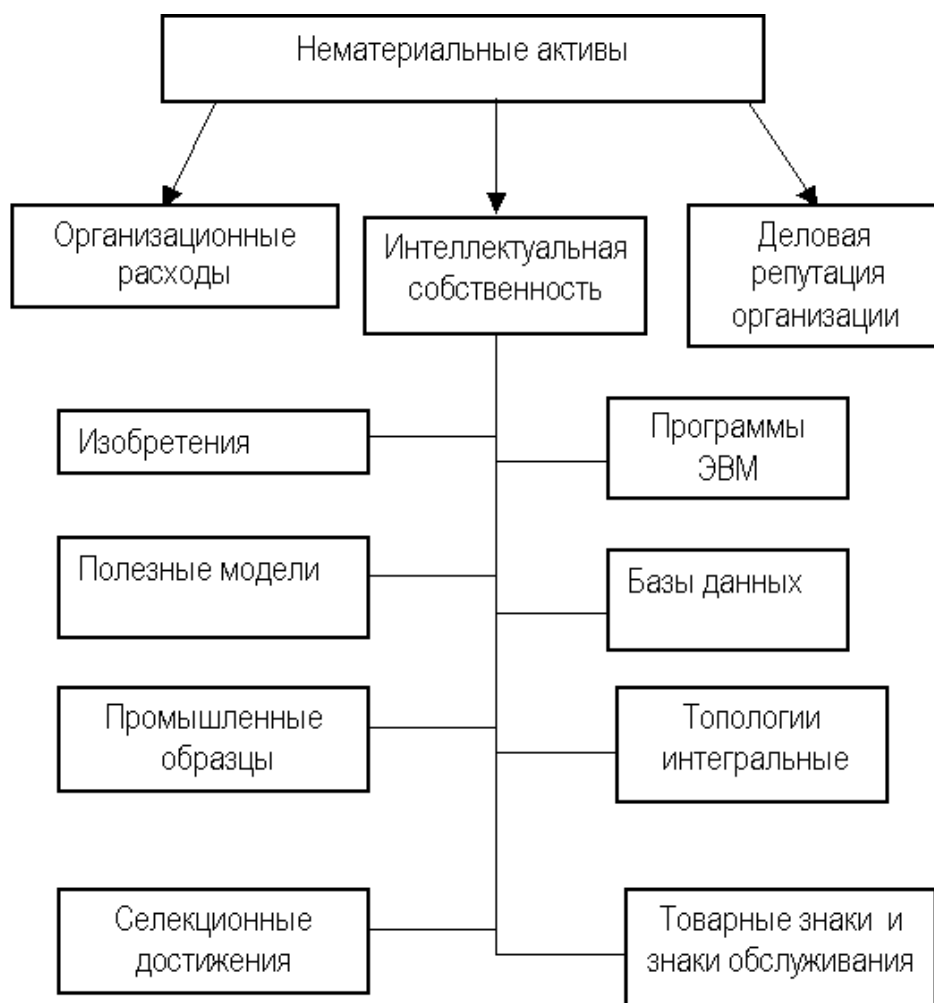 Нематериальные активы
Организационные
расходы
Интеллектуальная
собственность
Деловая
репутация
организации
Изобретения
Программы
ЭВМ
Полезные модели
Базы данных
Промышленные
образцы
Топологии
интегральные
Селекционные
достижения
Товарные знаки и
знаки обслуживания